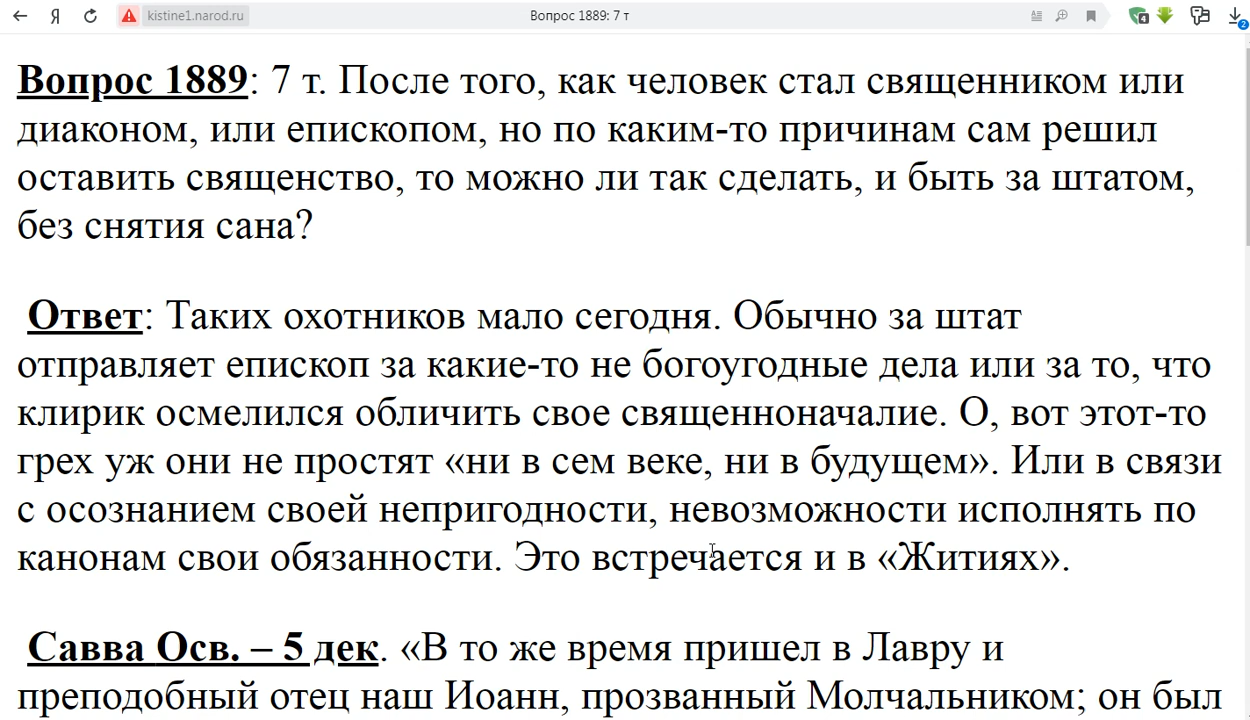 kistine1.narod.ru
Вопрос 1889: 7 т
4
2
Вопрос 1889: 7 т. После того, как человек стал священником или
диаконом, или епископом, но по каким-то причинам сам решил
оставить священство, то можно ли так сделать, и быть за штатом,
без снятия сана?
Ответ: Таких охотников мало сегодня. Обычно за штат
отправляет епископ за какие-то не богоугодные дела или за то, что
клирик осмелился обличить свое священноначалие. О, вот этот-то
грех уж они не простят «ни в сем веке, ни в будущем». Или в связи
с осознанием своей непригодности, невозможности исполнять по
канонам свои обязанности. Это встречается и в «Житиях».
Савва Осв. – 5 дек. «В то же время пришел в Лавру и
преподобный отец наш Иоанн, прозванный Молчальником; он был